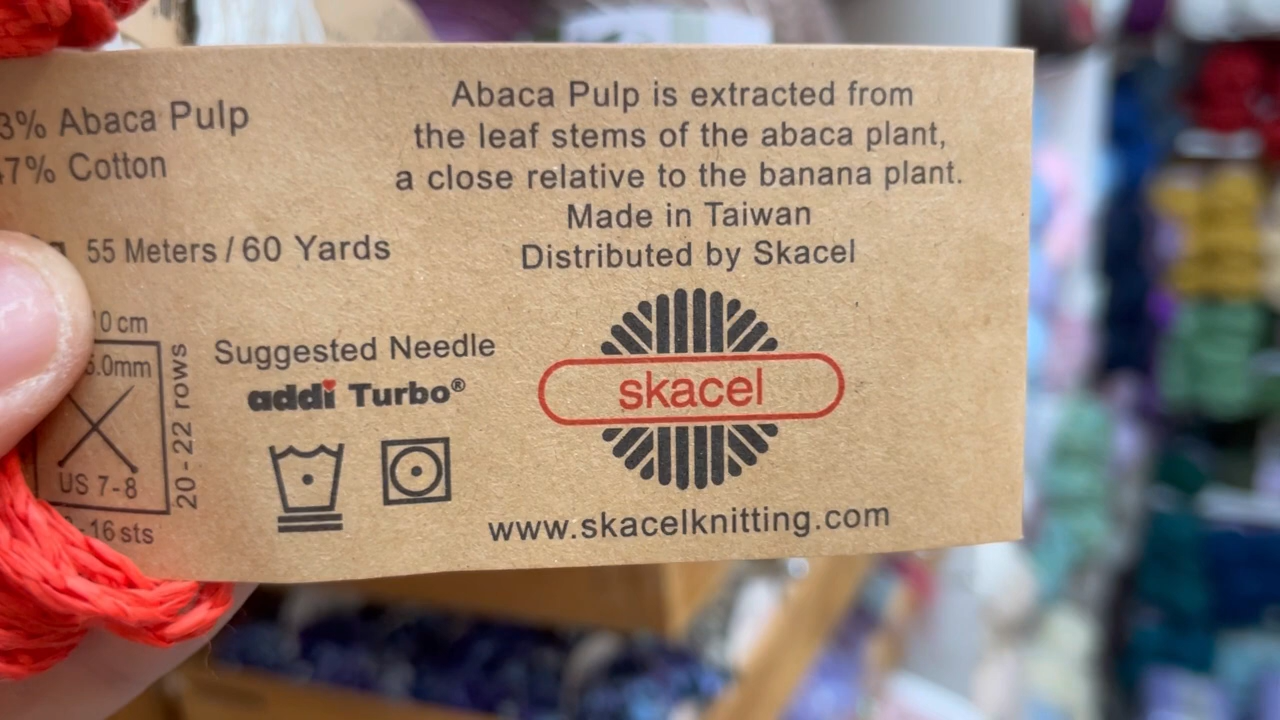 3% Abaca Pulp
47% Cotton
55 Meters / 60 Yards
0 cm
5.0mm
US 7-8
20-22 rows
-16 sts
Suggested Needle
addi Turbo®
Abaca Pulp is extracted from
the leaf stems of the abaca plant,
a close relative to the banana plant.
Made in Taiwan
Distributed by Skacel
skacel
www.skacelknitting.com